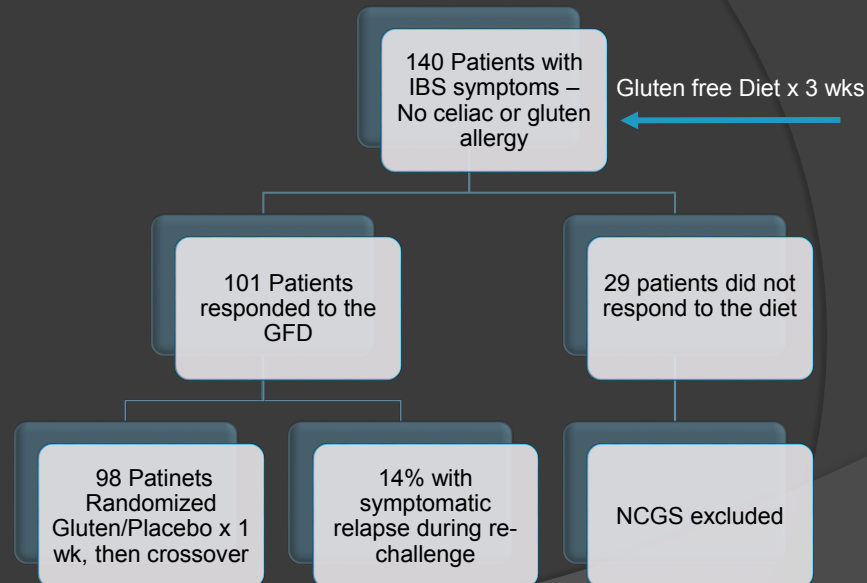 140 Patients with
IBS symptoms –
No celiac or gluten
allergy
Gluten free Diet x 3 wks
101 Patients
responded to the
GFD
29 patients did not
respond to the diet
98 Patinets
Randomized
Gluten/Placebo x 1
wk, then crossover
14% with
symptomatic
relapse during re-
challenge
NCGS excluded